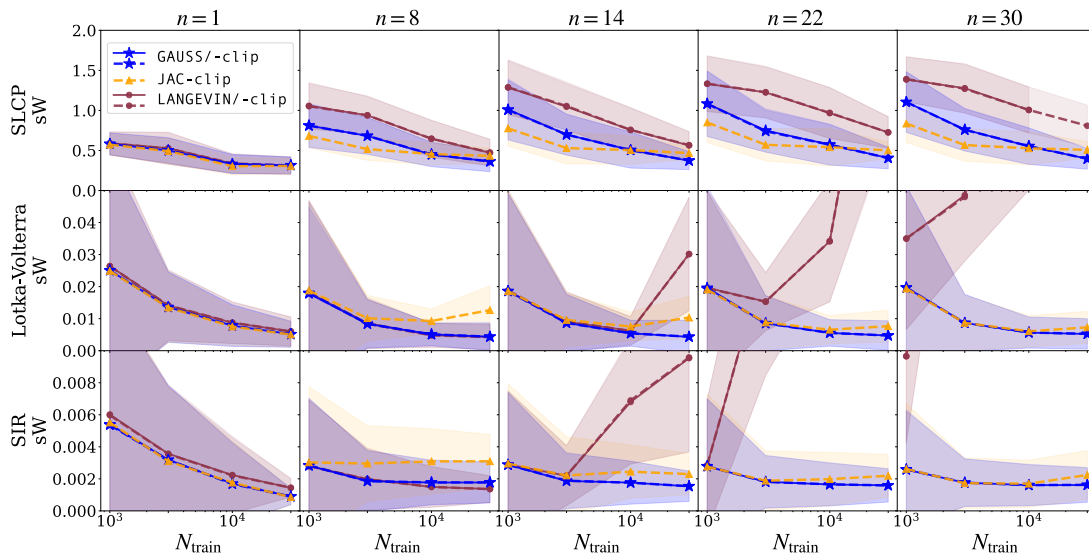 n = 1 n = 8 n = 14 n = 22 n = 30
SLCP
sW
2.0
1.5
1.0
0.5
0.0
GAUSS/-clip
JAC-clip
LANGEVIN/-clip
Lotka-Volterra
sW
0.04
0.03
0.02
0.01
0.00
SIR
sW
0.008
0.006
0.004
0.002
0.000
10³ 10⁴ 10³ 10⁴ 10³ 10⁴ 10³ 10⁴ 10³ 10⁴
N_train N_train N_train N_train N_train